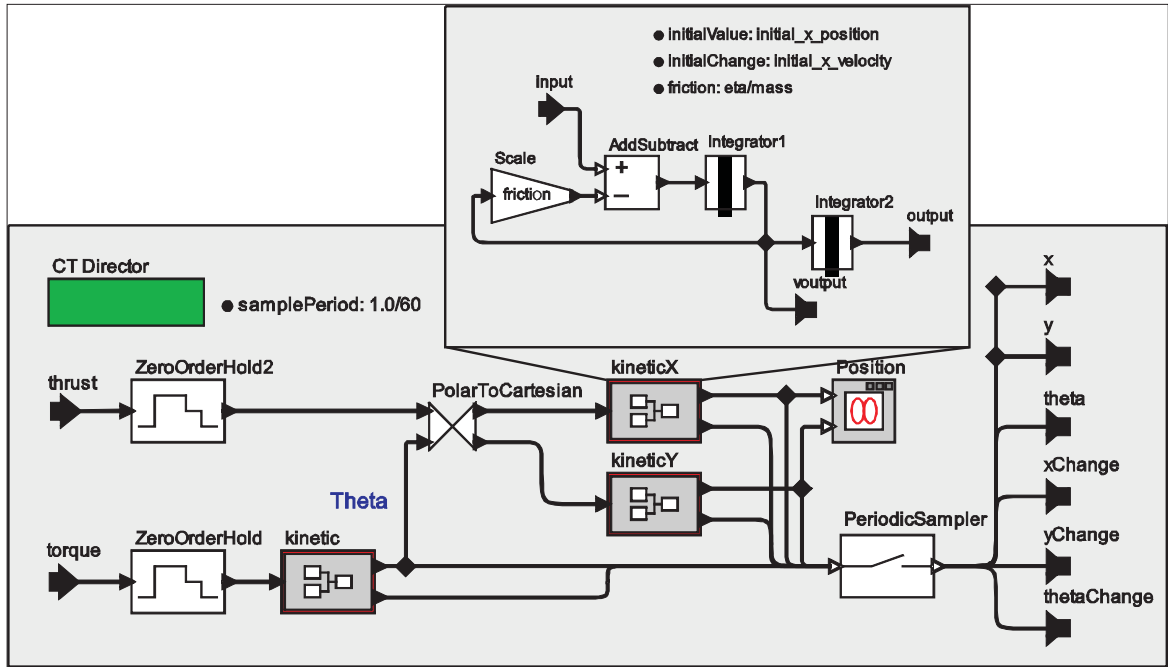 initialValue: initial_x_position
initialChange: initial_x_velocity
friction: eta/mass
input
AddSubtract
Integrator1
Scale
friction
+
−
Integrator2
output
voutput
CT Director
samplePeriod: 1.0/60
x
y
theta
xChange
yChange
thetaChange
thrust
ZeroOrderHold2
PolarToCartesian
kineticX
Position
kineticY
Theta
PeriodicSampler
torque
ZeroOrderHold
kinetic